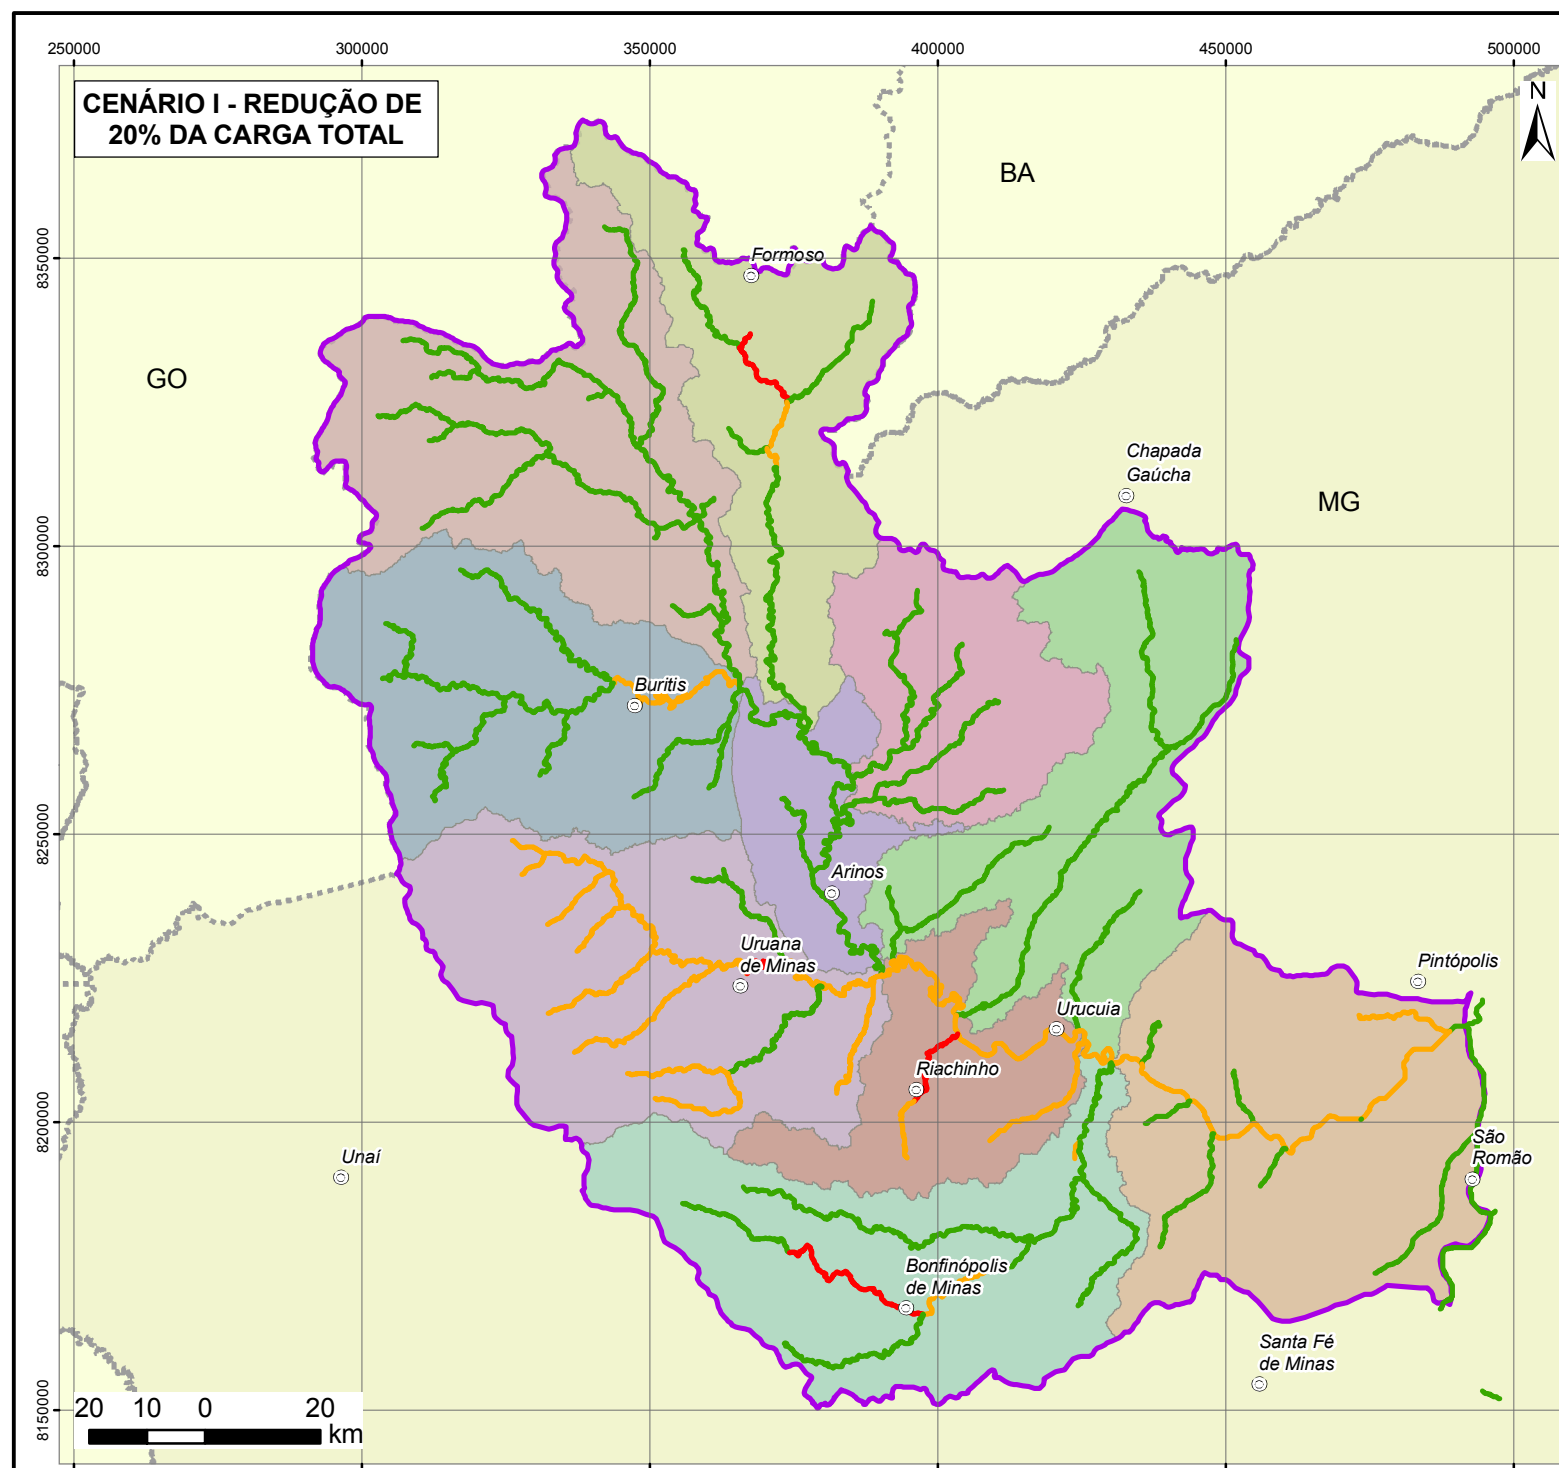 250000
300000
350000
400000
450000
500000
CENÁRIO I - REDUÇÃO DE
20% DA CARGA TOTAL
N
BA
Formoso
8350000
GO
Chapada
Gaúcha
MG
8300000
Buritis
8250000
Arinos
Uruana
de Minas
Pintópolis
Urucuia
Riachinho
8200000
São
Romão
Unaí
Bonfinópolis
de Minas
Santa Fé
de Minas
8150000
20 10 0 20
km